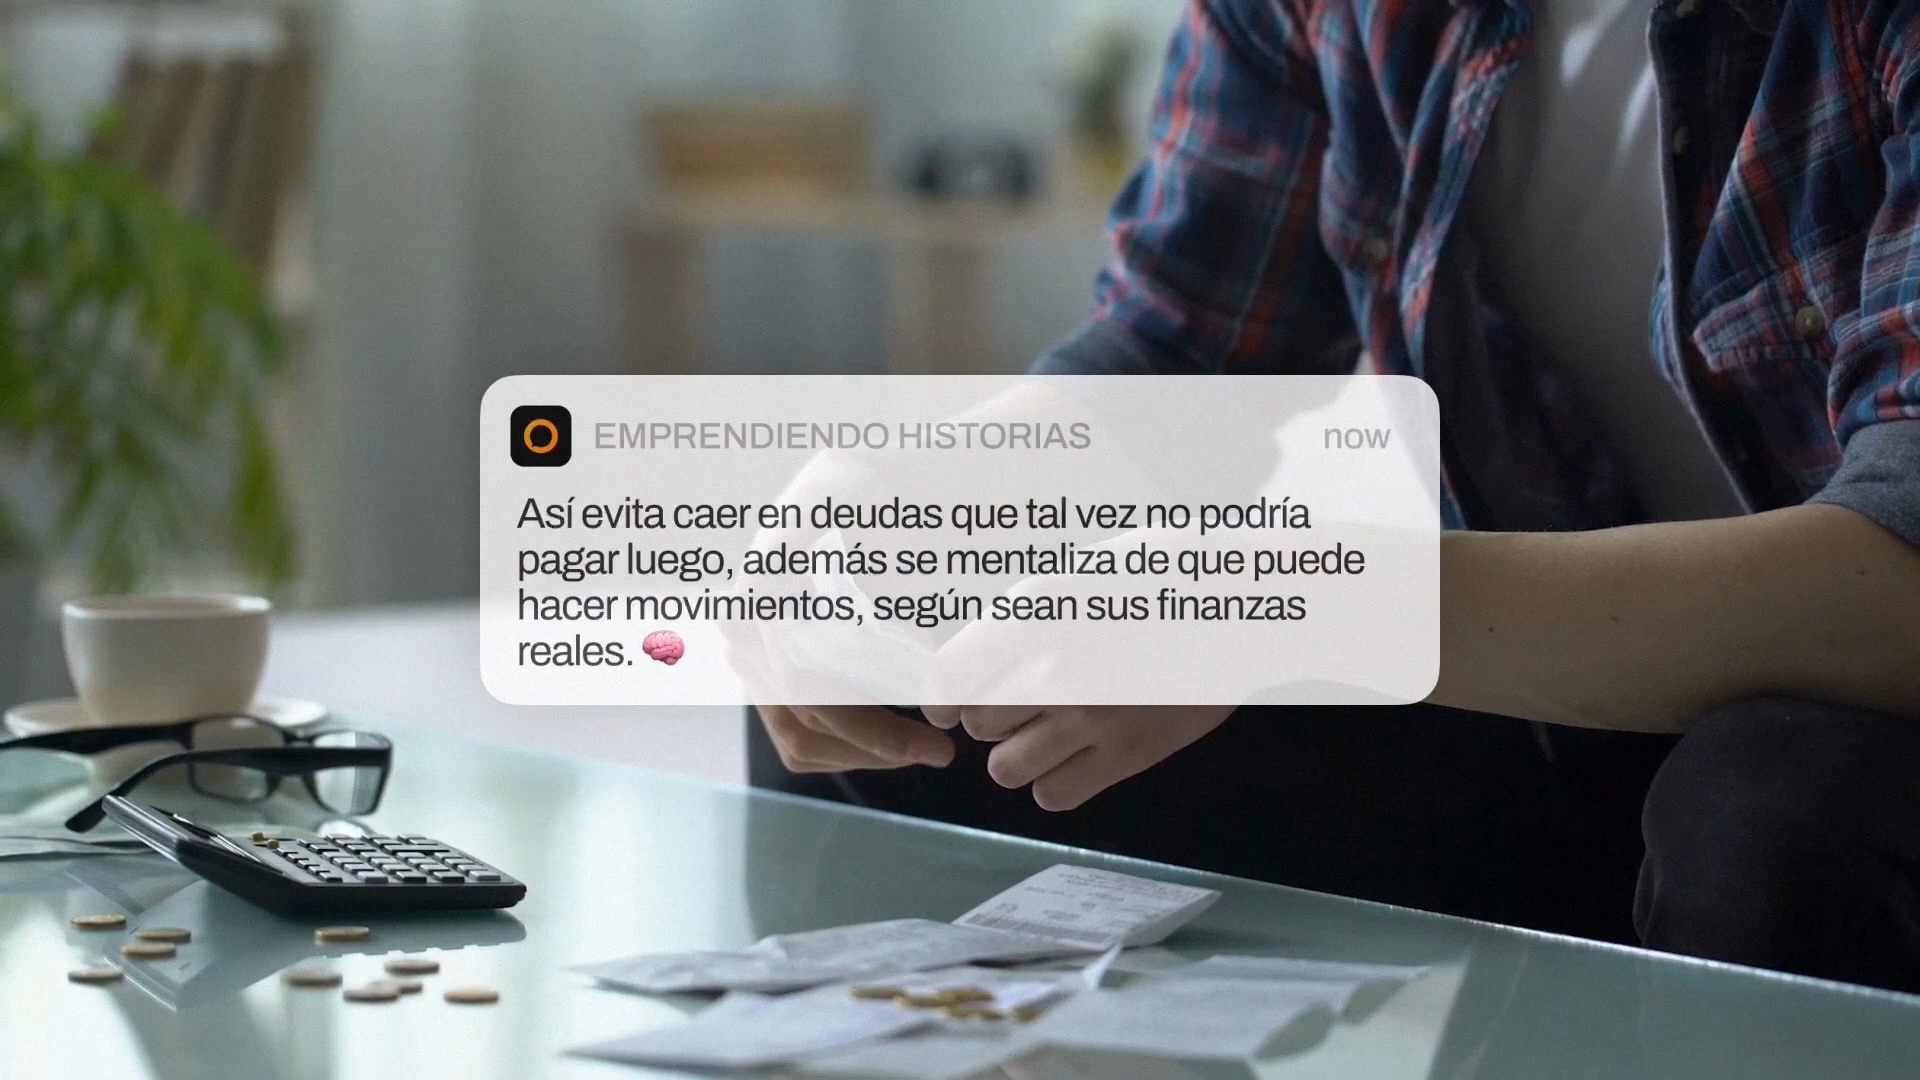 EMPRENDIENDO HISTORIAS
now
Así evita caer en deudas que tal vez no podría
pagar luego, además se mentaliza de que puede
hacer movimientos, según sean sus finanzas
reales. 🧠